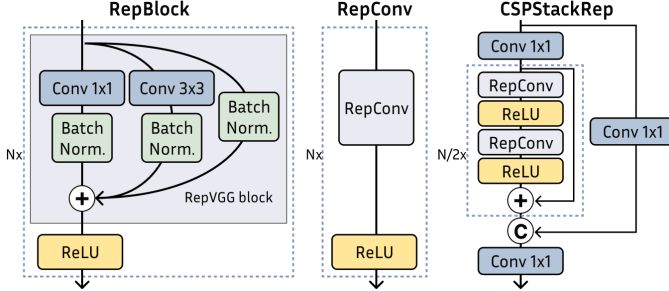 RepBlock
Conv 1x1
Conv 3x3
Batch
Norm.
Batch
Norm.
Batch
Norm.
Nx
+
RepVGG block
ReLU
RepConv
RepConv
Nx
ReLU
CSPStackRep
Conv 1x1
RepConv
ReLU
RepConv
ReLU
N/2x
Conv 1x1
+
C
Conv 1x1